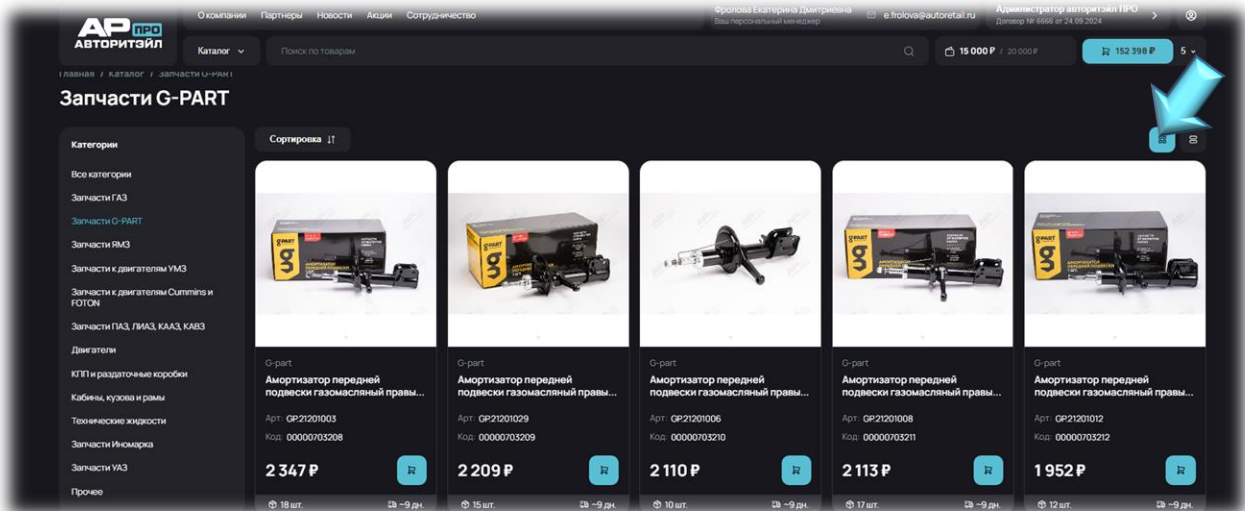 АР ПРО
АВТОРИТЭЙЛ
О компании Партнеры Новости Акции Сотрудничество
Фролова Екатерина Дмитриевна
Ваш персональный менеджер
e.frolova@autoretail.ru
Администратор авторитэйл ПРО
Договор № 6666 от 24.09.2024
Каталог
Поиск по товарам
15 000 ₽ / 20 000 ₽
152 398 ₽
5
Главная / Каталог / Запчасти G-PART
Запчасти G-PART
Категории
Все категории
Запчасти ГАЗ
Запчасти G-PART
Запчасти ЯМЗ
Запчасти к двигателям УМЗ
Запчасти к двигателям Cummins и
FOTON
Запчасти ПАЗ, ЛИАЗ, КААЗ, КАВЗ
Двигатели
КПП и раздаточные коробки
Кабины, кузова и рамы
Технические жидкости
Запчасти Иномарка
Запчасти УАЗ
Прочее
Сортировка
G-part
Амортизатор передней
подвески газомасляный правы...
Арт: GP.21201003
Код: 00000703208
2 347 ₽
18 шт. ~9 дн.
G-part
Амортизатор передней
подвески газомасляный правы...
Арт: GP.21201029
Код: 00000703209
2 209 ₽
15 шт. ~9 дн.
G-part
Амортизатор передней
подвески газомасляный правы...
Арт: GP.21201006
Код: 00000703210
2 110 ₽
10 шт. ~9 дн.
G-part
Амортизатор передней
подвески газомасляный правы...
Арт: GP.21201008
Код: 00000703211
2 113 ₽
17 шт. ~9 дн.
G-part
Амортизатор передней
подвески газомасляный правы...
Арт: GP.21201012
Код: 00000703212
1 952 ₽
12 шт. ~9 дн.